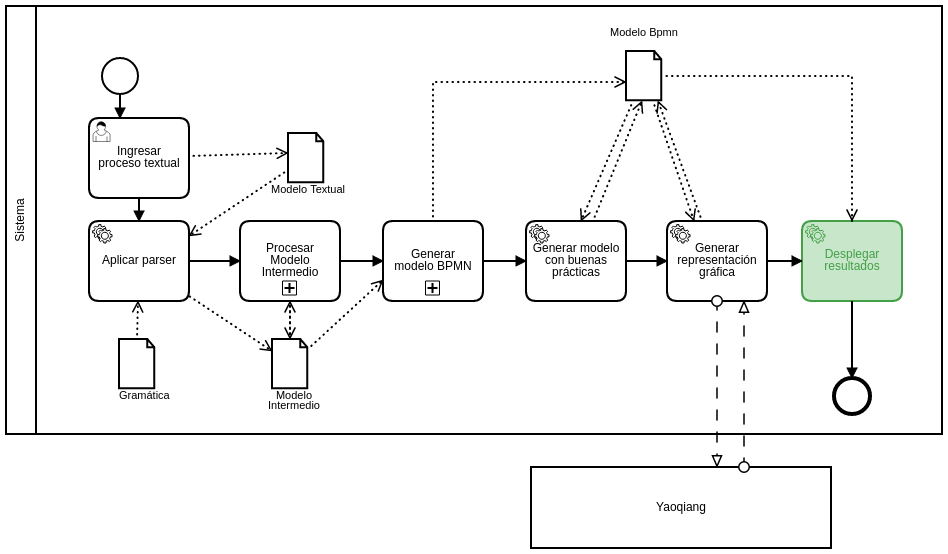 Modelo Bpmn
Sistema
Ingresar
proceso textual
Modelo Textual
Aplicar parser
Procesar
Modelo
Intermedio
Generar
modelo BPMN
Generar modelo
con buenas
prácticas
Generar
representación
gráfica
Desplegar
resultados
Gramática
Modelo
Intermedio
Yaoqiang